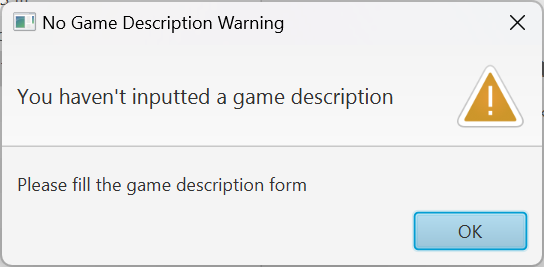 No Game Description Warning
You haven't inputted a game description
Please fill the game description form
OK